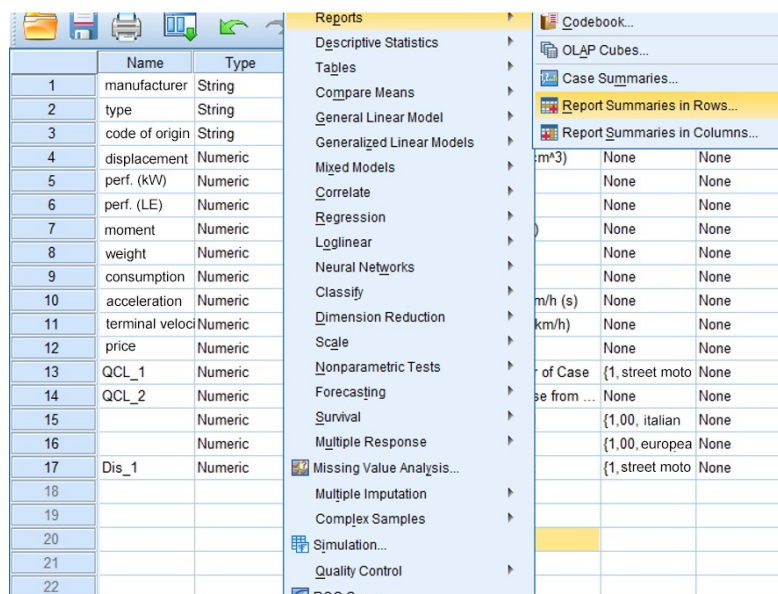 Reports
Codebook...
Descriptive Statistics
OLAP Cubes...
Name Type
Tables
Case Summaries...
1 manufacturer String
Compare Means
Report Summaries in Rows...
2 type String
General Linear Model
Report Summaries in Columns...
3 code of origin String
Generalized Linear Models
4 displacement Numeric cm^3) None None
Mixed Models
5 perf. (kW) Numeric None None
Correlate
6 perf. (LE) Numeric None None
Regression
7 moment Numeric ) None None
Loglinear
8 weight Numeric None None
Neural Networks
9 consumption Numeric None None
Classify
10 acceleration Numeric m/h (s) None None
Dimension Reduction
11 terminal veloci Numeric km/h) None None
Scale
12 price Numeric None None
Nonparametric Tests
13 QCL_1 Numeric r of Case {1, street moto None
Forecasting
14 QCL_2 Numeric se from ... None None
Survival
15 Numeric {1,00, italian None
Multiple Response
16 Numeric {1,00, europea None
Missing Value Analysis...
17 Dis_1 Numeric {1, street moto None
Multiple Imputation
18
Complex Samples
19
Simulation...
20
Quality Control
21
22